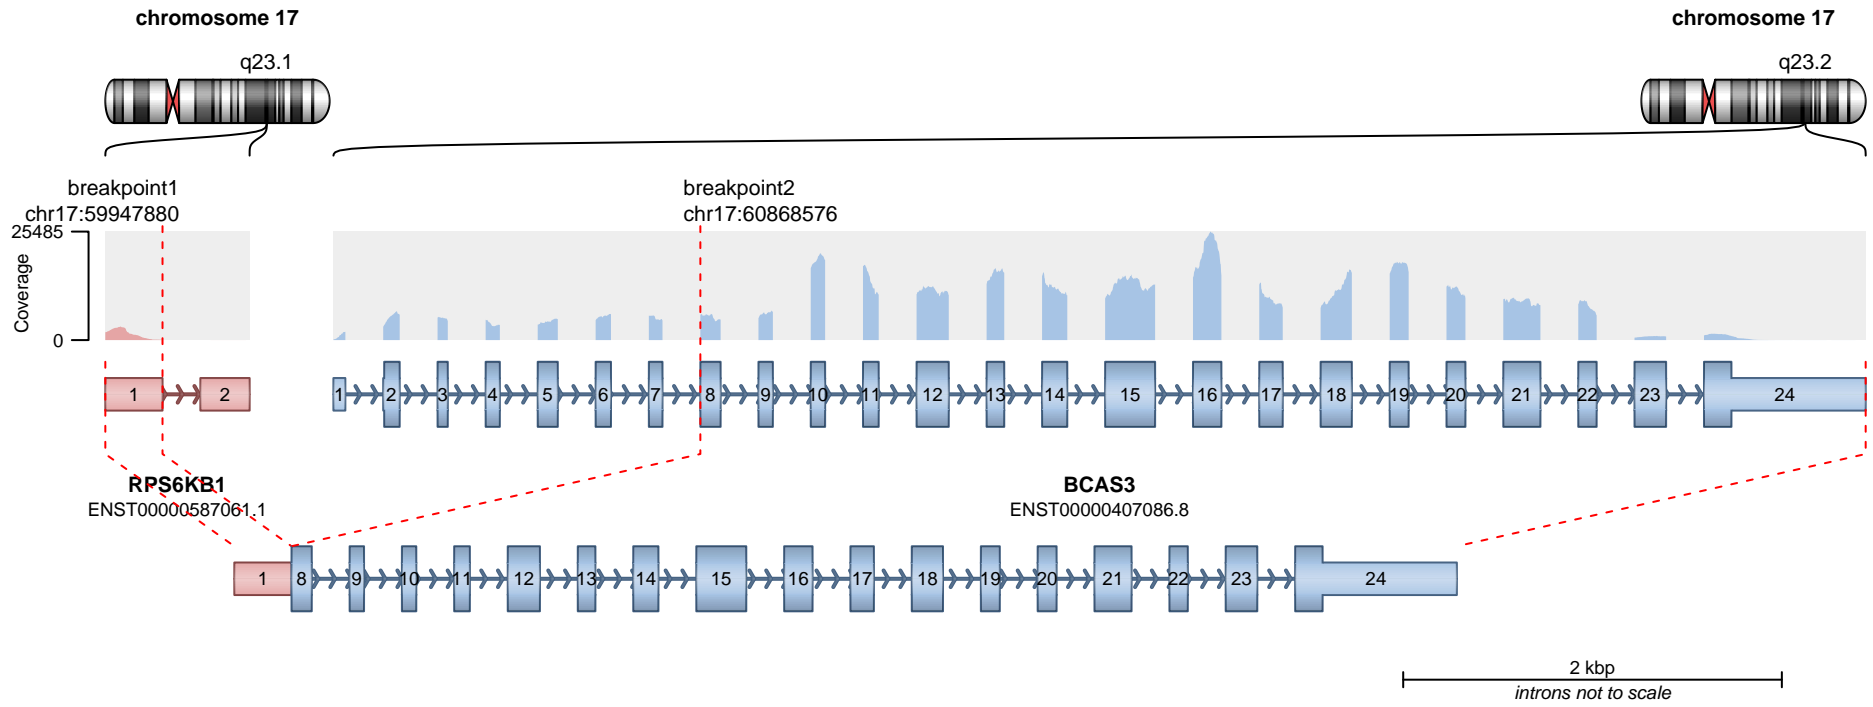 chromosome 17
chromosome 17
q23.1
q23.2
breakpoint1
chr17:59947880
breakpoint2
chr17:60868576
25485
Coverage
0
1 2
1 2 3 4 5 6 7 8 9 10 11 12 13 14 15 16 17 18 19 20 21 22 23 24
RPS6KB1
ENST00000587061.1
BCAS3
ENST00000407086.8
1 8 9 10 11 12 13 14 15 16 17 18 19 20 21 22 23 24
2 kbp
introns not to scale